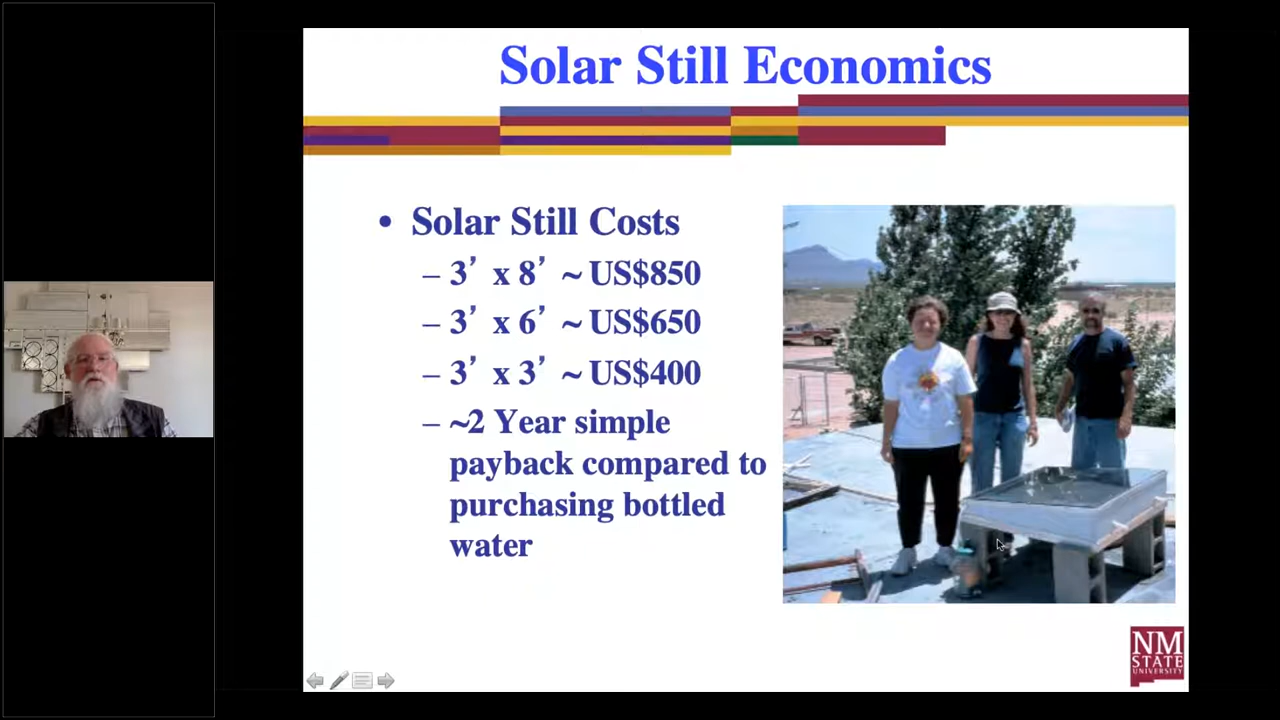 Solar Still Economics
• Solar Still Costs
– 3’ x 8’ ~ US$850
– 3’ x 6’ ~ US$650
– 3’ x 3’ ~ US$400
– ~2 Year simple
payback compared to
purchasing bottled
water
NM
STATE
UNIVERSITY